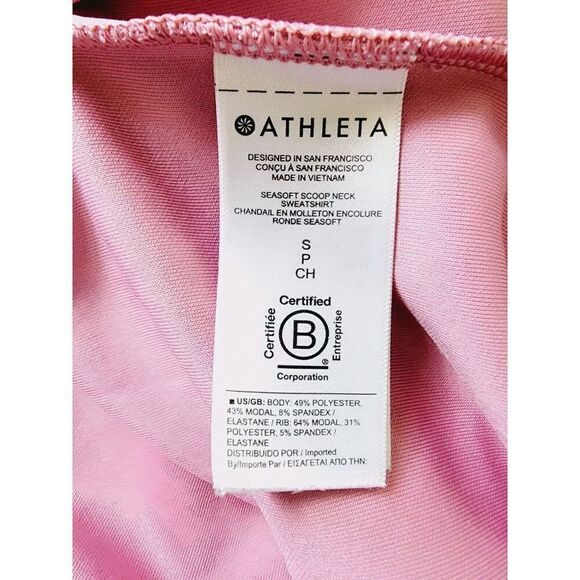 ATHLETA
DESIGNED IN SAN FRANCISCO
CONÇU À SAN FRANCISCO
MADE IN VIETNAM
SEASOFT SCOOP NECK
SWEATSHIRT
CHANDAIL EN MOLLETON ENCOLURE
RONDE SEASOFT
S
P
CH
Certified
Certifiée
B
Entreprise
Corporation
■ US/GB: BODY: 49% POLYESTER,
43% MODAL, 8% SPANDEX /
ELASTANE / RIB: 64% MODAL, 31%
POLYESTER, 5% SPANDEX /
ELASTANE
DISTRIBUIDO POR / Imported
By/Importe Par / ΕΙΣΑΓΕΤΑΙ ΑΠΟ ΤΗΝ: